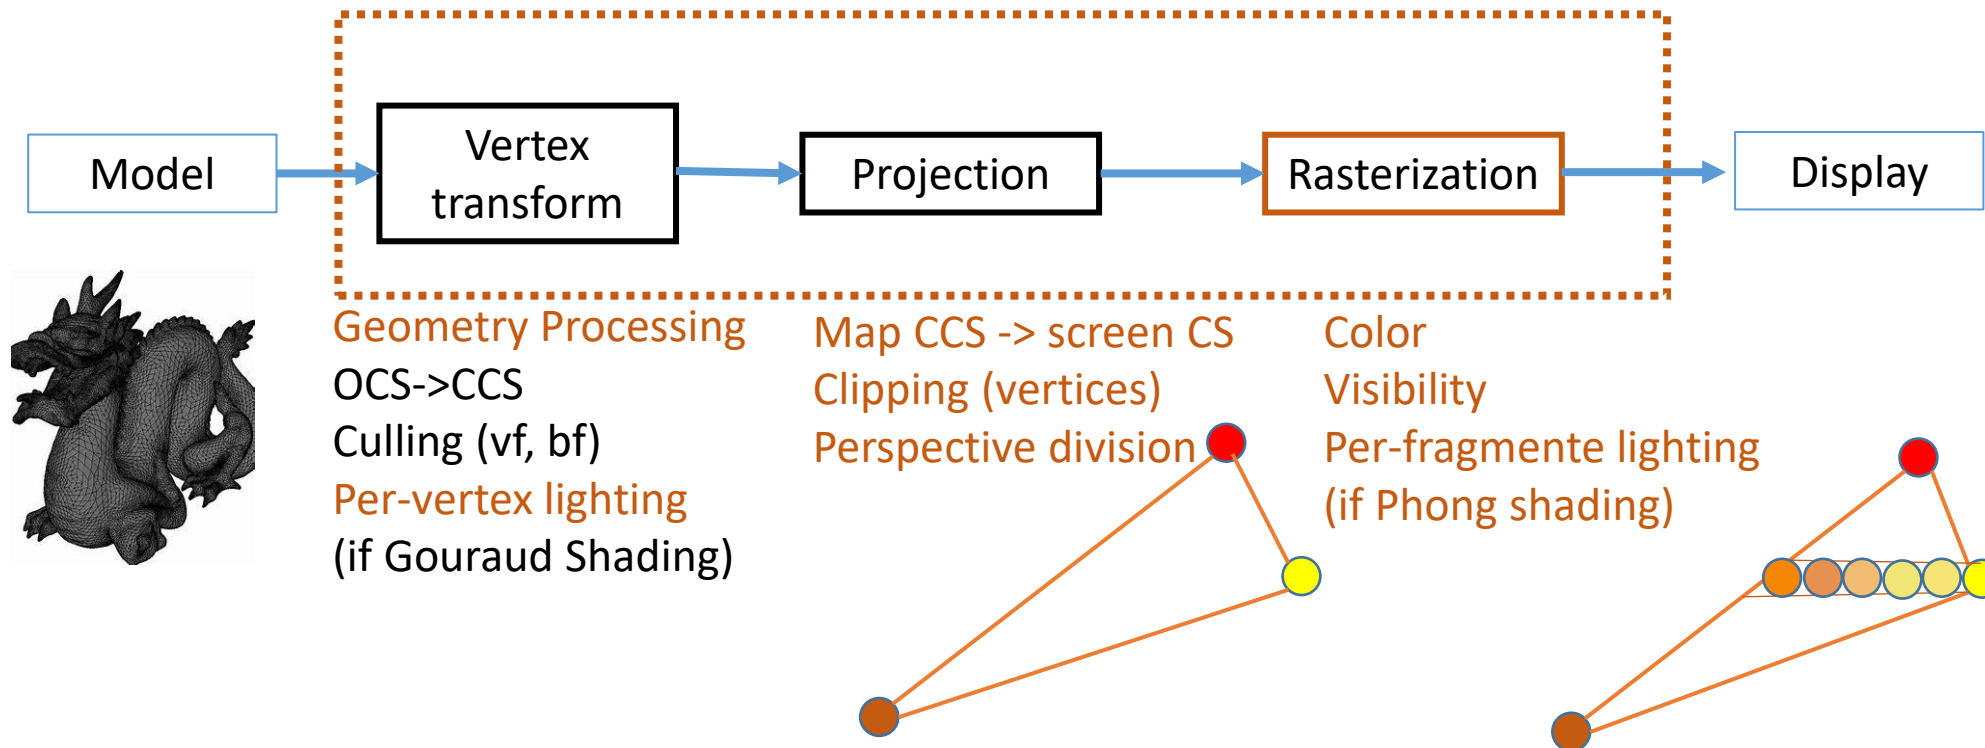 Model
Vertex
transform
Projection
Rasterization
Display
Geometry Processing
OCS->CCS
Culling (vf, bf)
Per-vertex lighting
(if Gouraud Shading)
Map CCS -> screen CS
Clipping (vertices)
Perspective division
Color
Visibility
Per-fragmente lighting
(if Phong shading)